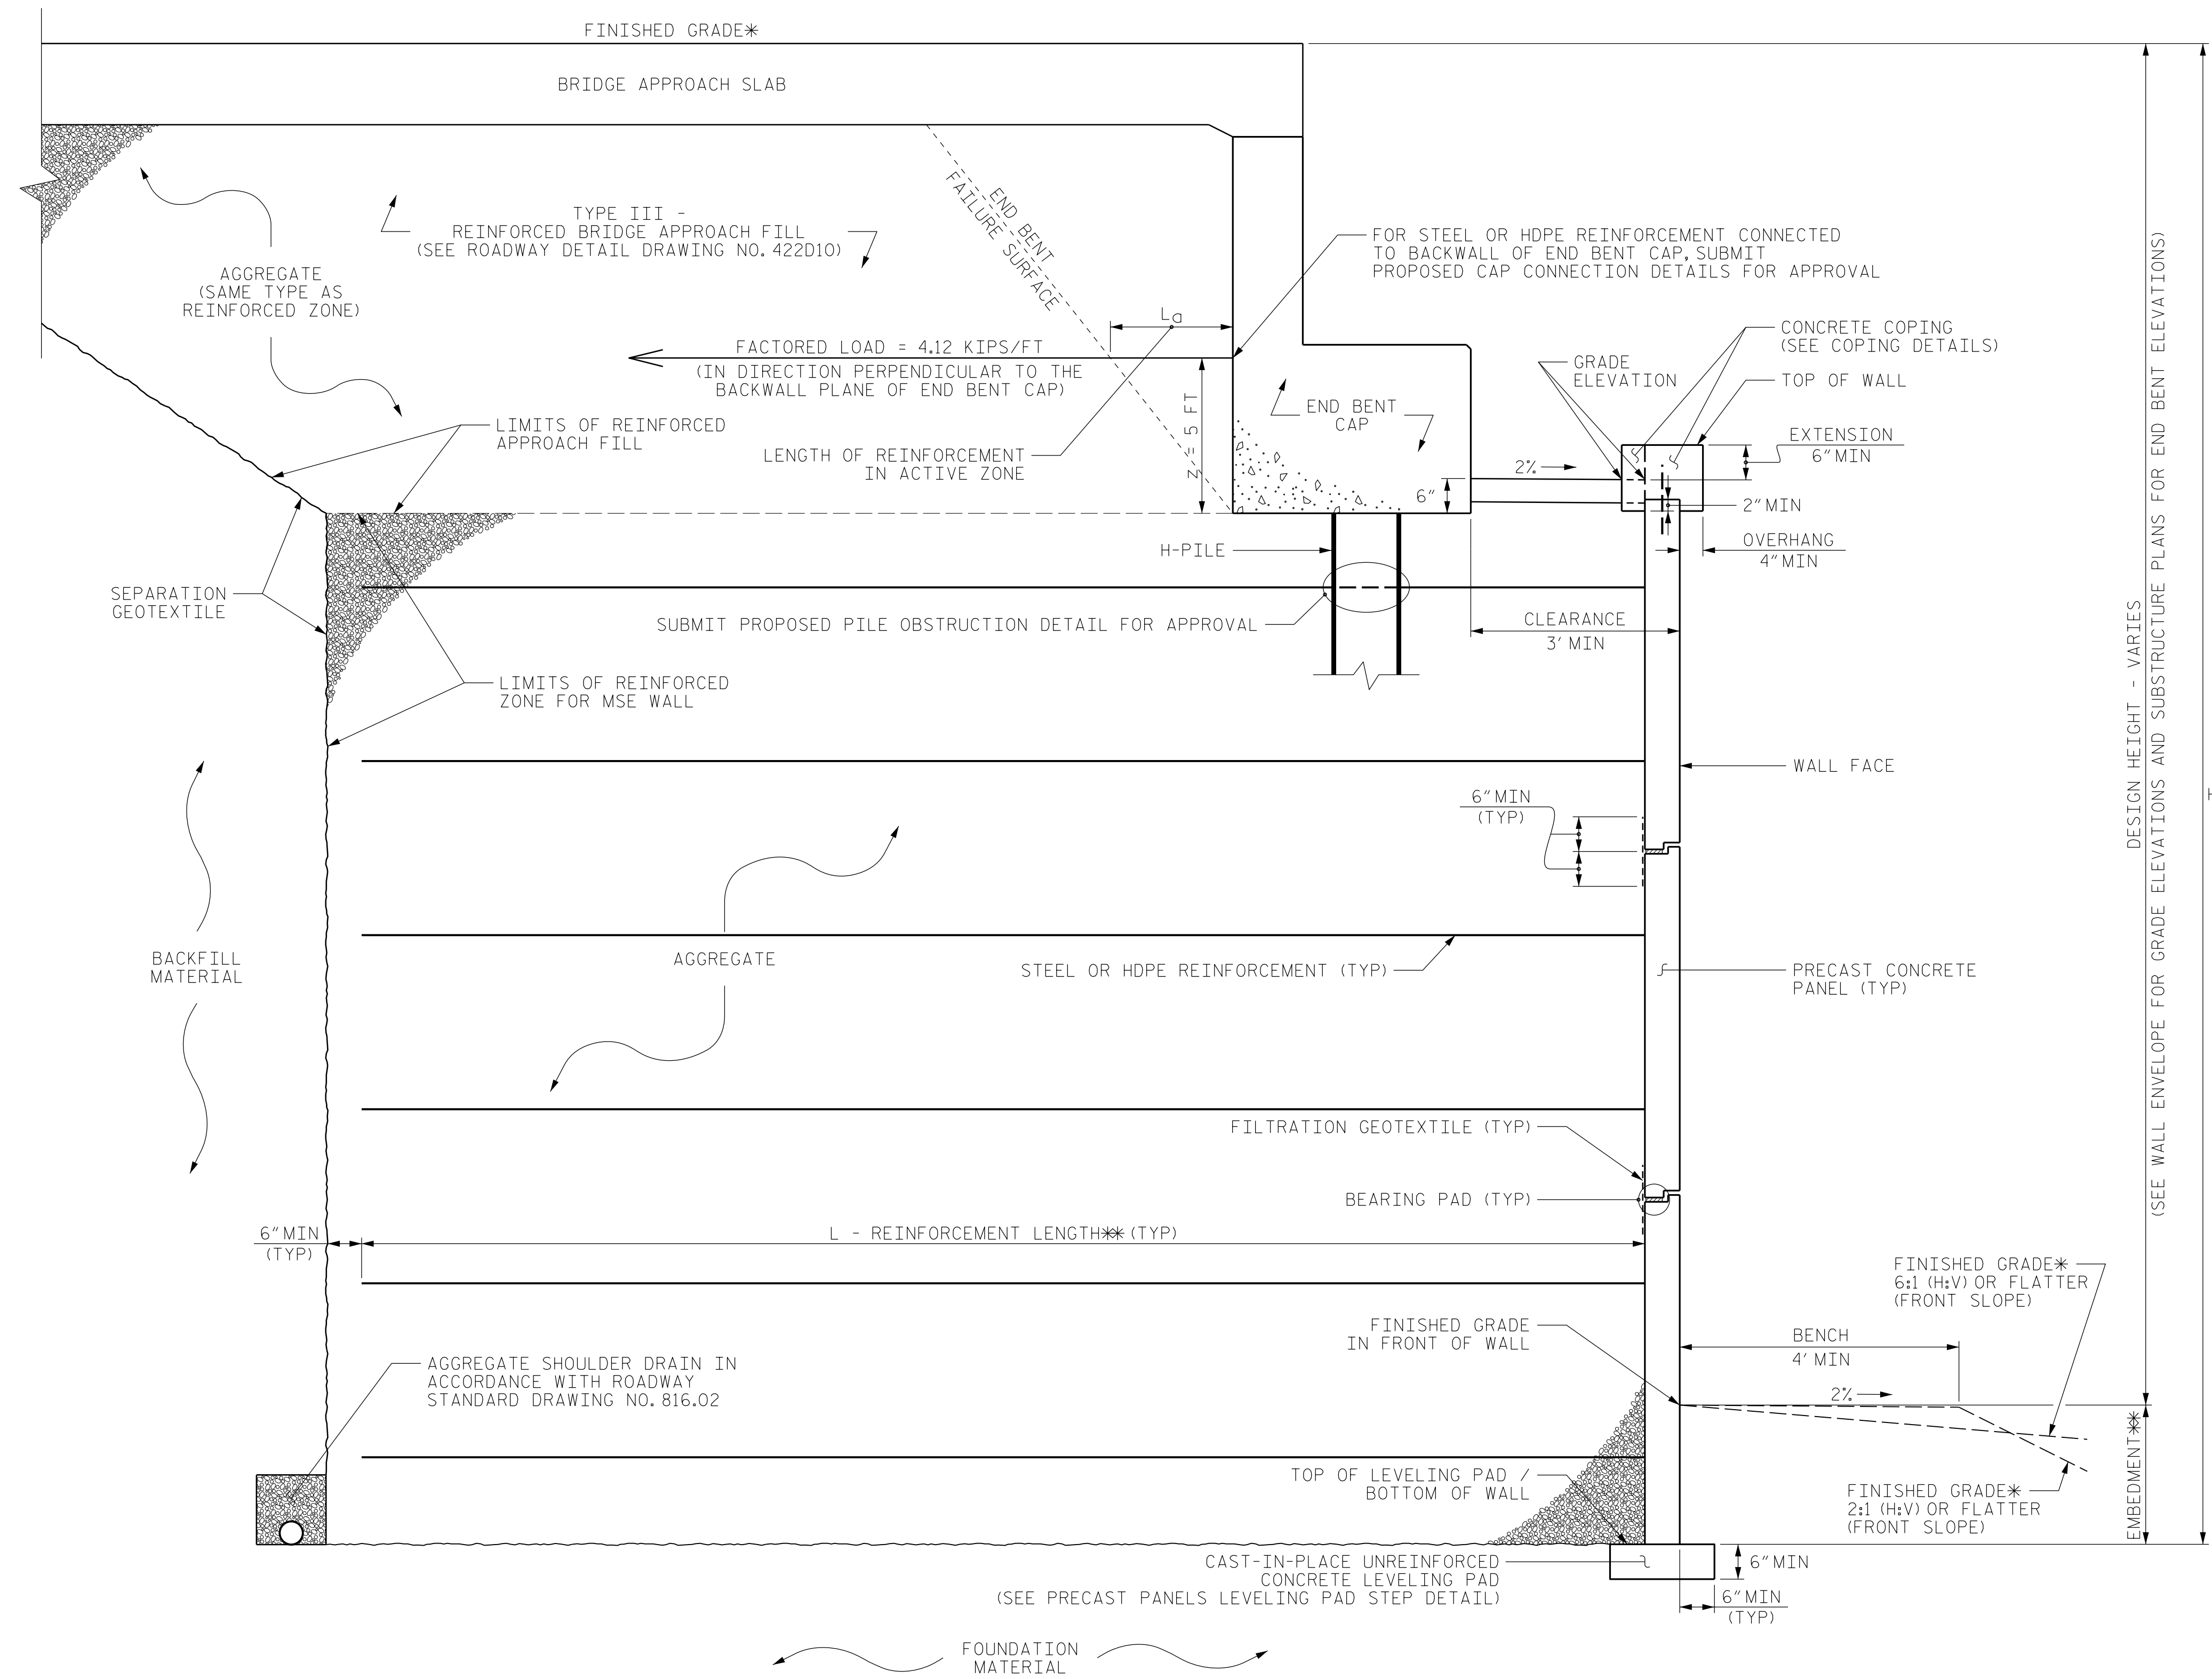 FINISHED GRADE*
BRIDGE APPROACH SLAB
TYPE III -
REINFORCED BRIDGE APPROACH FILL
(SEE ROADWAY DETAIL DRAWING NO. 422D10)
END BENT
FAILURE SURFACE
AGGREGATE
(SAME TYPE AS
REINFORCED ZONE)
FOR STEEL OR HDPE REINFORCEMENT CONNECTED
TO BACKWALL OF END BENT CAP, SUBMIT
PROPOSED CAP CONNECTION DETAILS FOR APPROVAL
La
FACTORED LOAD = 4.12 KIPS/FT
(IN DIRECTION PERPENDICULAR TO THE
BACKWALL PLANE OF END BENT CAP)
z = 5 FT
CONCRETE COPING
(SEE COPING DETAILS)
GRADE
ELEVATION
TOP OF WALL
END BENT
CAP
LIMITS OF REINFORCED
APPROACH FILL
LENGTH OF REINFORCEMENT
IN ACTIVE ZONE
EXTENSION
6" MIN
2%
6"
2" MIN
H-PILE
OVERHANG
4" MIN
SEPARATION
GEOTEXTILE
SUBMIT PROPOSED PILE OBSTRUCTION DETAIL FOR APPROVAL
CLEARANCE
3' MIN
LIMITS OF REINFORCED
ZONE FOR MSE WALL
WALL FACE
6" MIN
(TYP)
DESIGN HEIGHT - VARIES
(SEE WALL ENVELOPE FOR GRADE ELEVATIONS AND SUBSTRUCTURE PLANS FOR END BENT ELEVATIONS)
H
BACKFILL
MATERIAL
AGGREGATE
STEEL OR HDPE REINFORCEMENT (TYP)
PRECAST CONCRETE
PANEL (TYP)
FILTRATION GEOTEXTILE (TYP)
BEARING PAD (TYP)
6" MIN
(TYP)
L - REINFORCEMENT LENGTH** (TYP)
FINISHED GRADE*
6:1 (H:V) OR FLATTER
(FRONT SLOPE)
FINISHED GRADE
IN FRONT OF WALL
BENCH
4' MIN
2%
AGGREGATE SHOULDER DRAIN IN
ACCORDANCE WITH ROADWAY
STANDARD DRAWING NO. 816.02
EMBEDMENT**
TOP OF LEVELING PAD /
BOTTOM OF WALL
FINISHED GRADE*
2:1 (H:V) OR FLATTER
(FRONT SLOPE)
CAST-IN-PLACE UNREINFORCED
CONCRETE LEVELING PAD
(SEE PRECAST PANELS LEVELING PAD STEP DETAIL)
6" MIN
6" MIN
(TYP)
FOUNDATION
MATERIAL